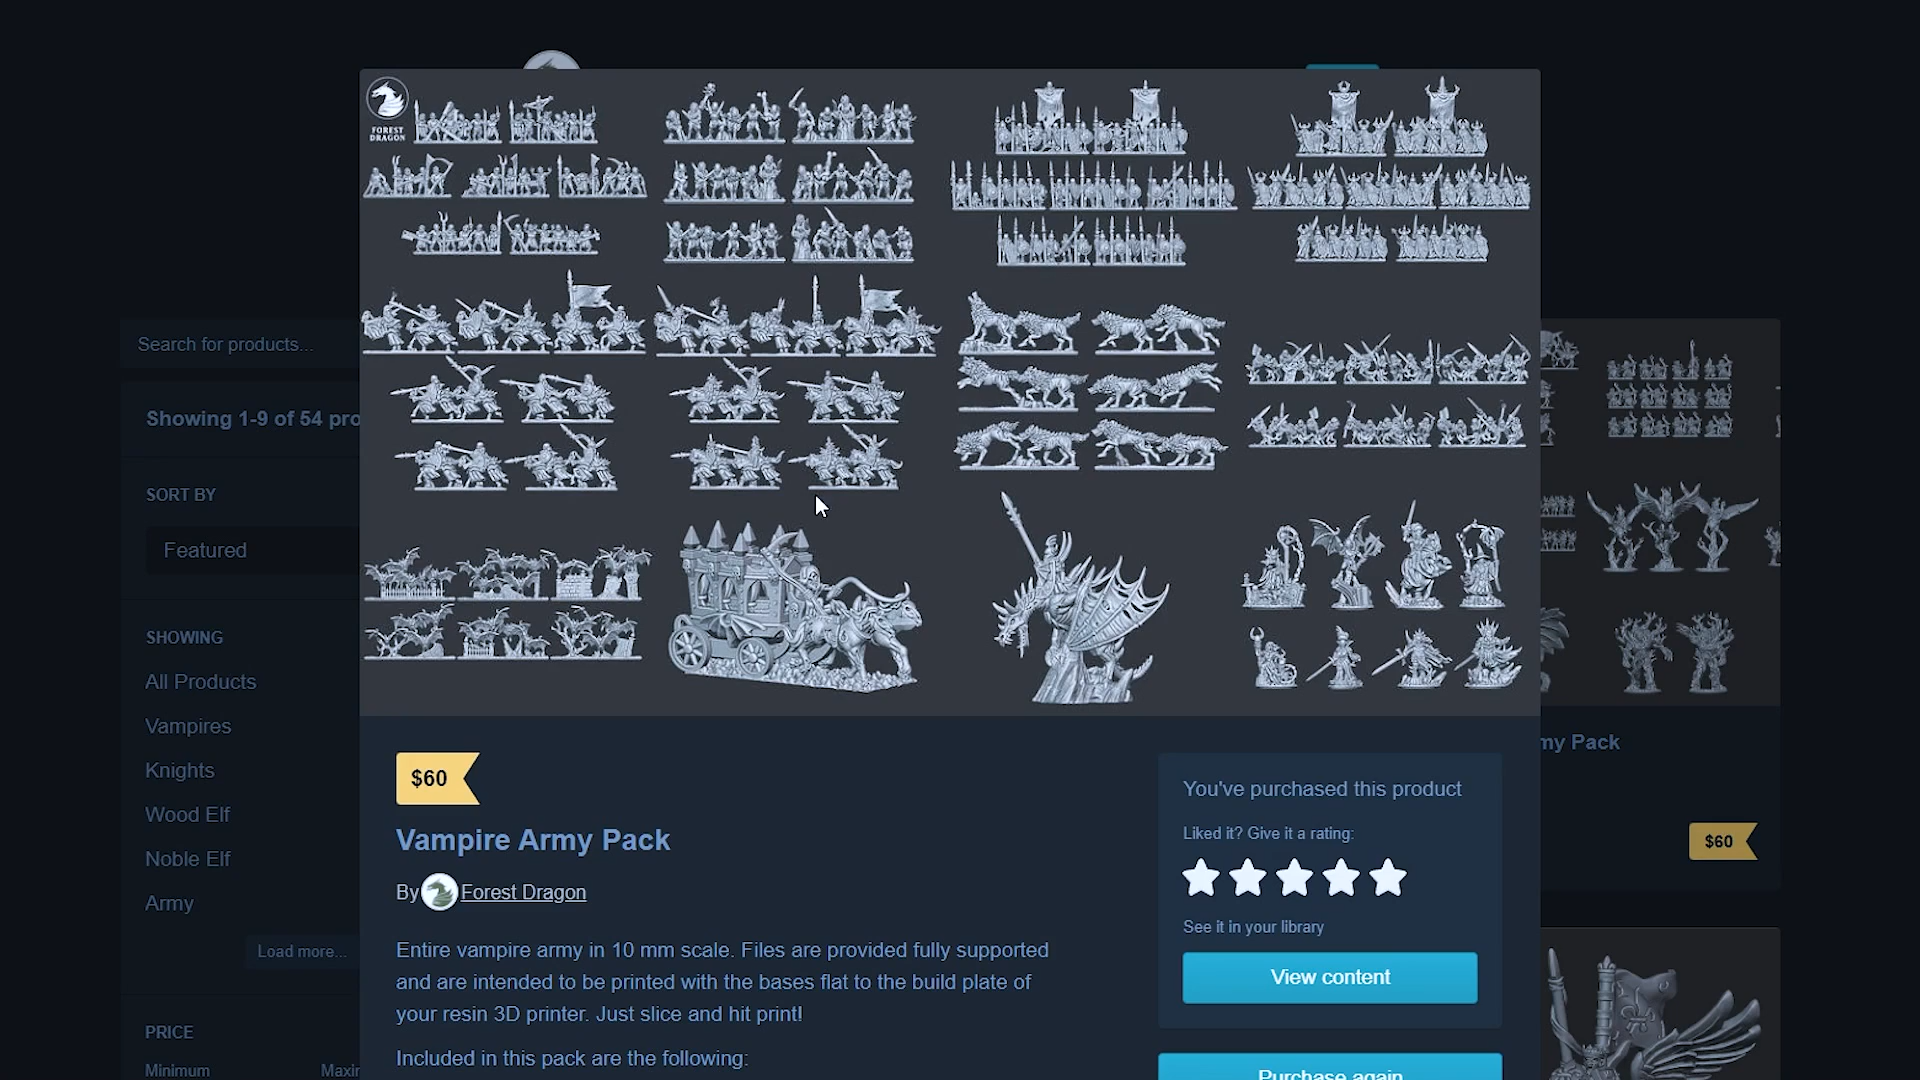 FOREST
DRAGON
Search for products...
Showing 1-9 of 54 pro
SORT BY
Featured
SHOWING
All Products
Vampires
Knights
Wood Elf
Noble Elf
Army
Load more...
PRICE
Minimum
$60
Vampire Army Pack
By Forest Dragon
Entire vampire army in 10 mm scale. Files are provided fully supported
and are intended to be printed with the bases flat to the build plate of
your resin 3D printer. Just slice and hit print!
Included in this pack are the following:
You've purchased this product
Liked it? Give it a rating:
See it in your library
View content
Purchase again
my Pack
$60